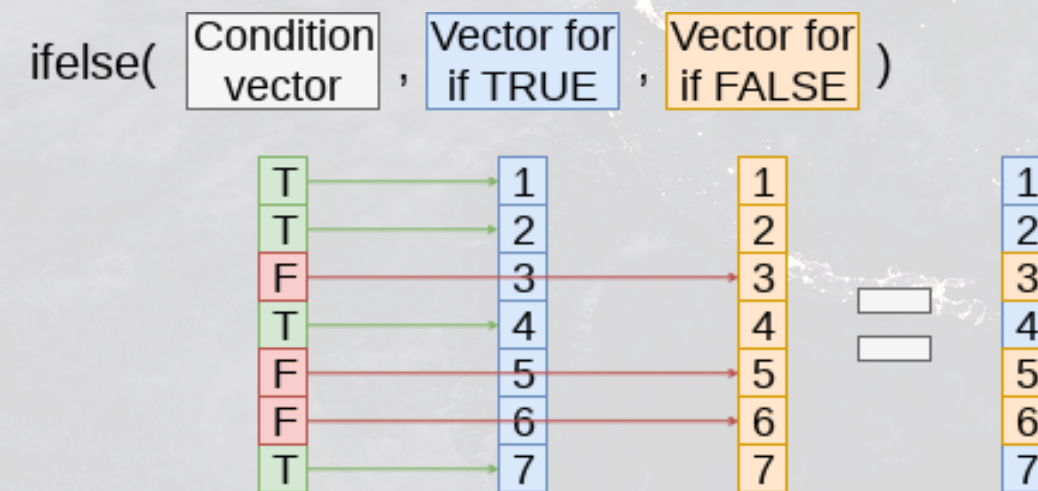 ifelse( Condition vector , Vector for if TRUE , Vector for if FALSE )
T 1 1 1
T 2 2 2
F 3 3 3
T 4 4 4
F 5 5 5
F 6 6 6
T 7 7 7